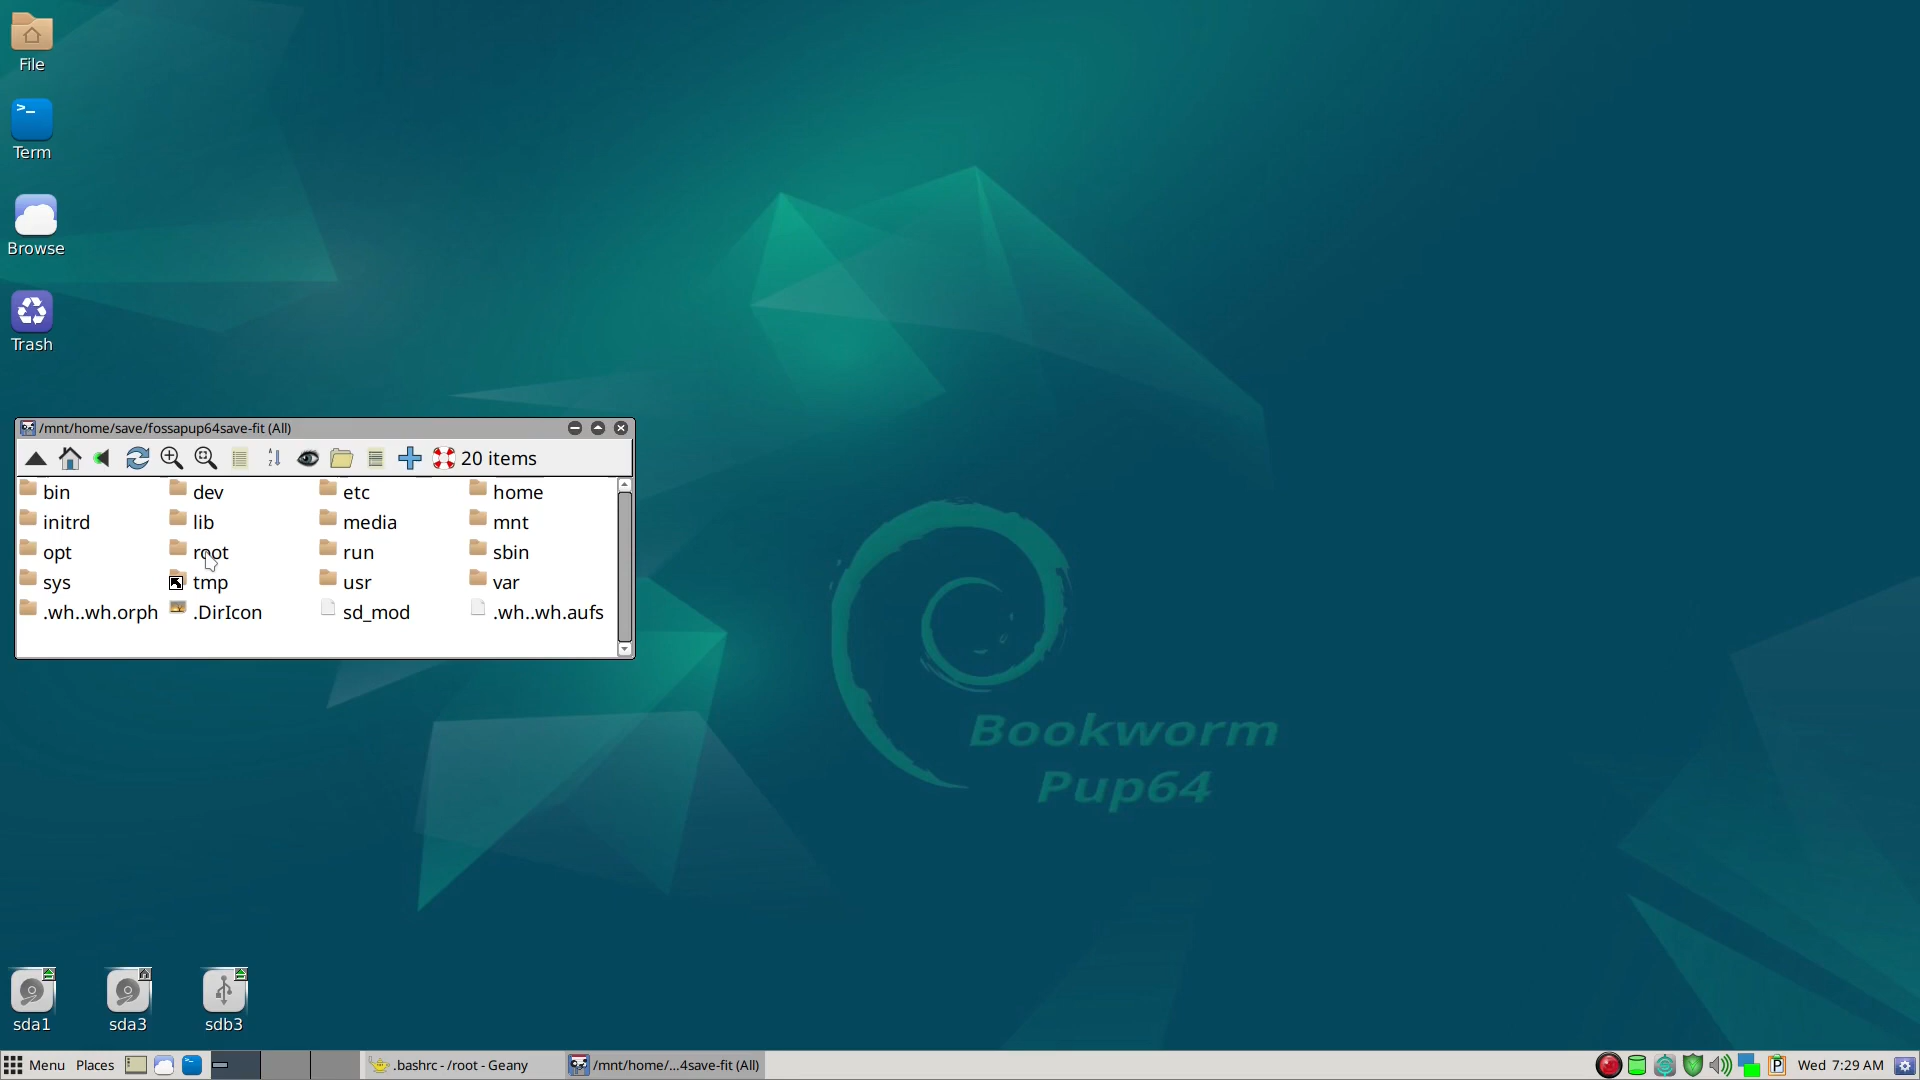 File
Term
Browse
Trash
/mnt/home/save/fossapup64save-fit (All)
20 items
bin dev etc home
initrd lib media mnt
opt root run sbin
sys tmp usr var
.wh..wh.orph .DirIcon sd_mod .wh..wh.aufs
Bookworm
Pup64
sda1 sda3 sdb3
Menu Places .bashrc - /root - Geany /mnt/home/...4save-fit (All) Wed 7:29 AM